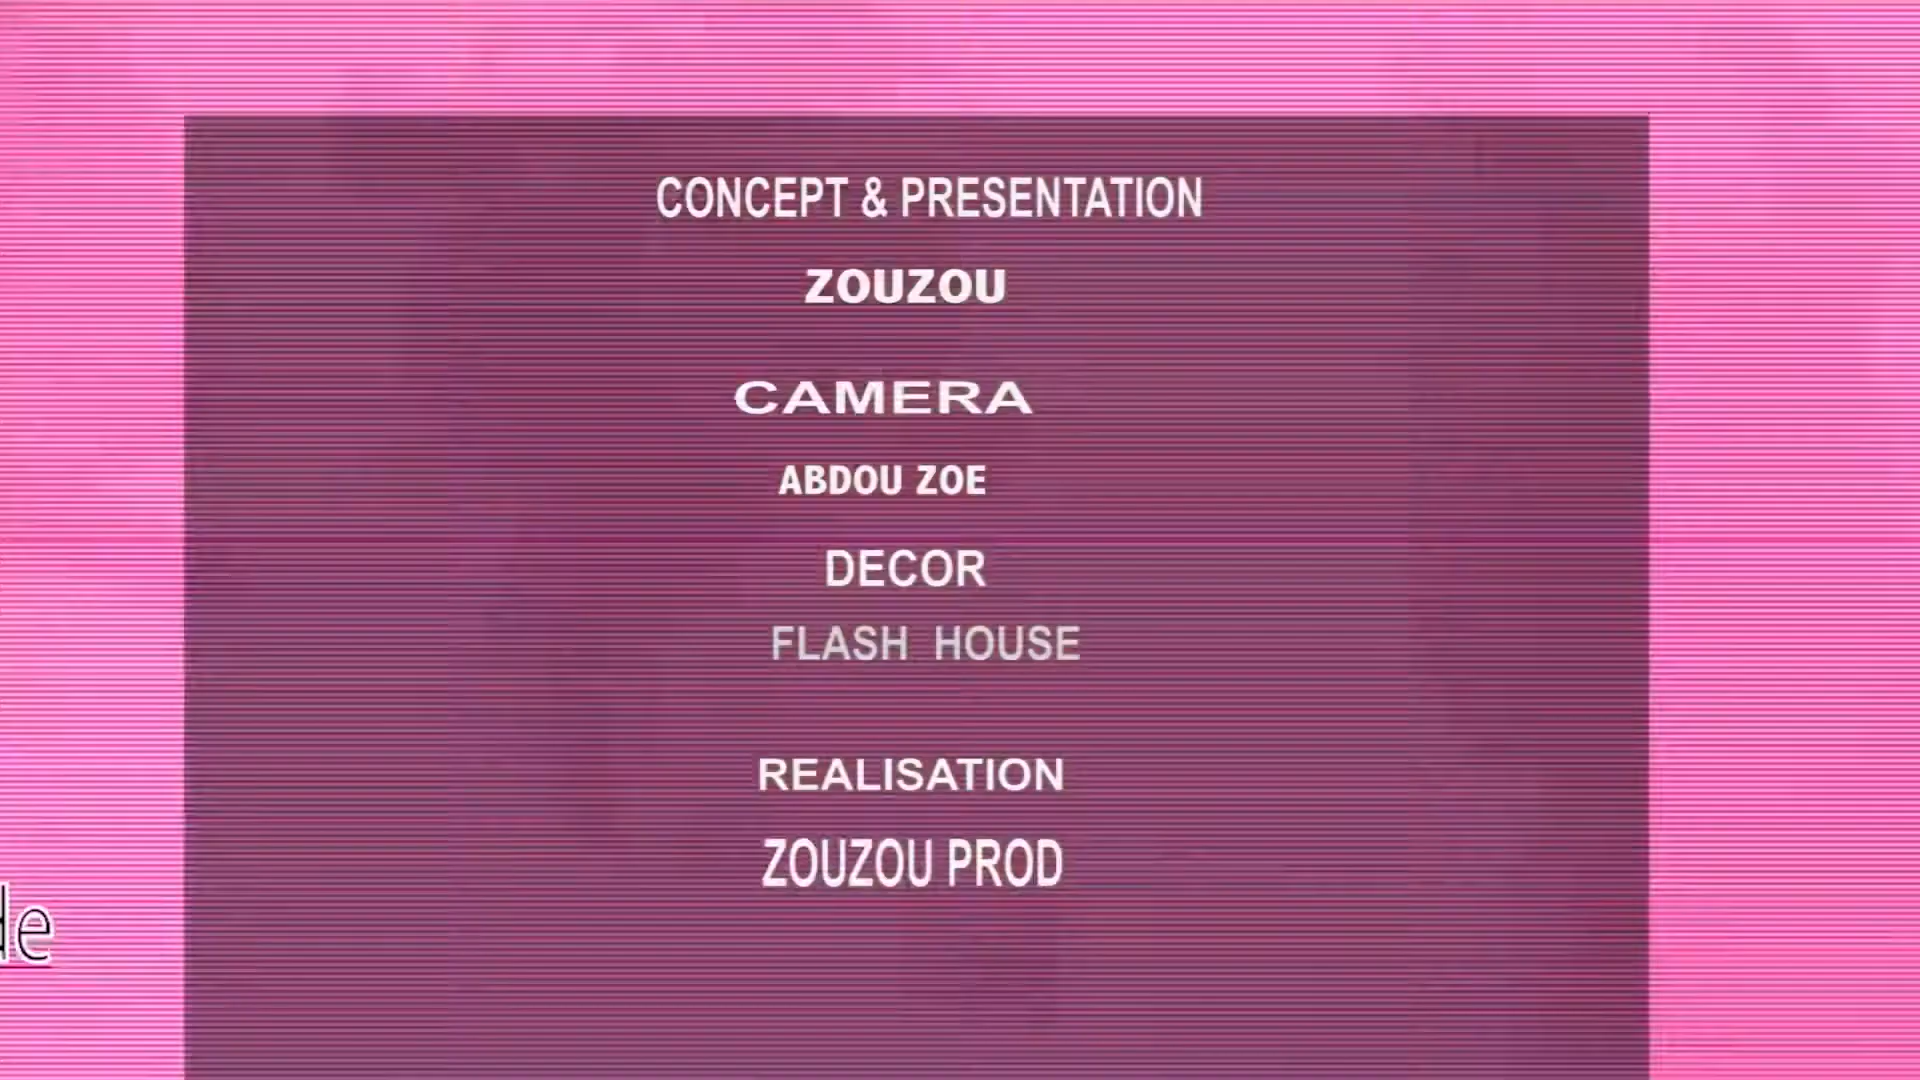 CONCEPT & PRESENTATION
ZOUZOU
CAMERA
ABDOU ZOE
DECOR
FLASH HOUSE
REALISATION
ZOUZOU PROD